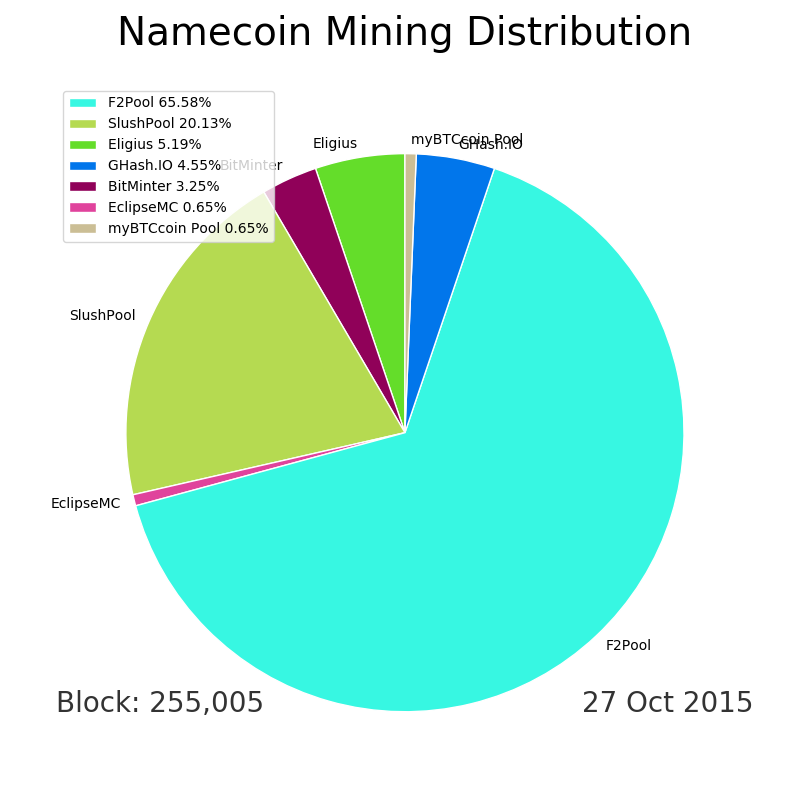 Namecoin Mining Distribution
F2Pool 65.58%
SlushPool 20.13%
Eligius 5.19%
GHash.IO 4.55%
BitMinter 3.25%
EclipseMC 0.65%
myBTCcoin Pool 0.65%
Eligius
myBTCcoin Pool
GHash.IO
BitMinter
SlushPool
EclipseMC
F2Pool
Block: 255,005
27 Oct 2015